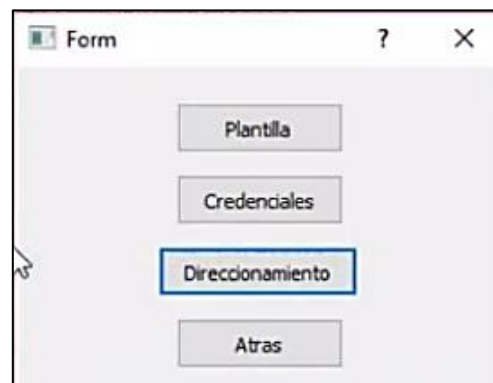 Form ?
Plantilla
Credenciales
Direccionamiento
Atras